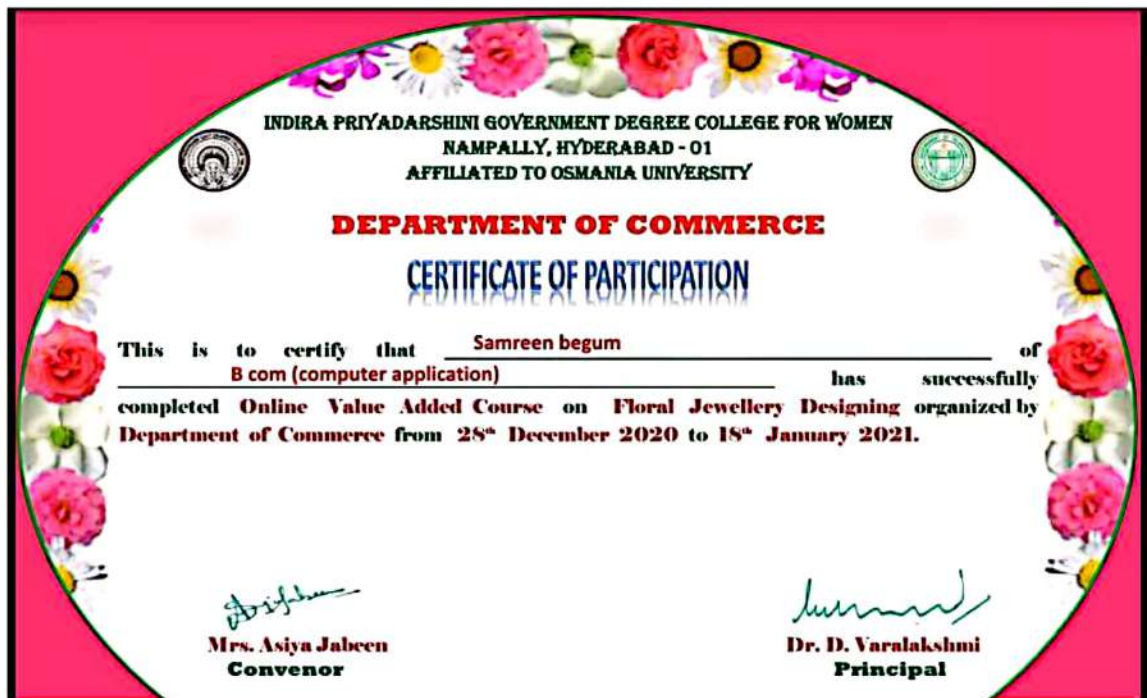 INDIRA PRIYADARSHINI GOVERNMENT DEGREE COLLEGE FOR WOMEN
NAMPALLY, HYDERABAD - 01
AFFILIATED TO OSMANIA UNIVERSITY
DEPARTMENT OF COMMERCE
CERTIFICATE OF PARTICIPATION
This is to certify that Samreen begum of
B com (computer application) has successfully
completed Online Value Added Course on Floral Jewellery Designing organized by
Department of Commerce from 28th December 2020 to 18th January 2021.
Mrs. Asiya Jabeen
Convenor
Dr. D. Varalakshmi
Principal